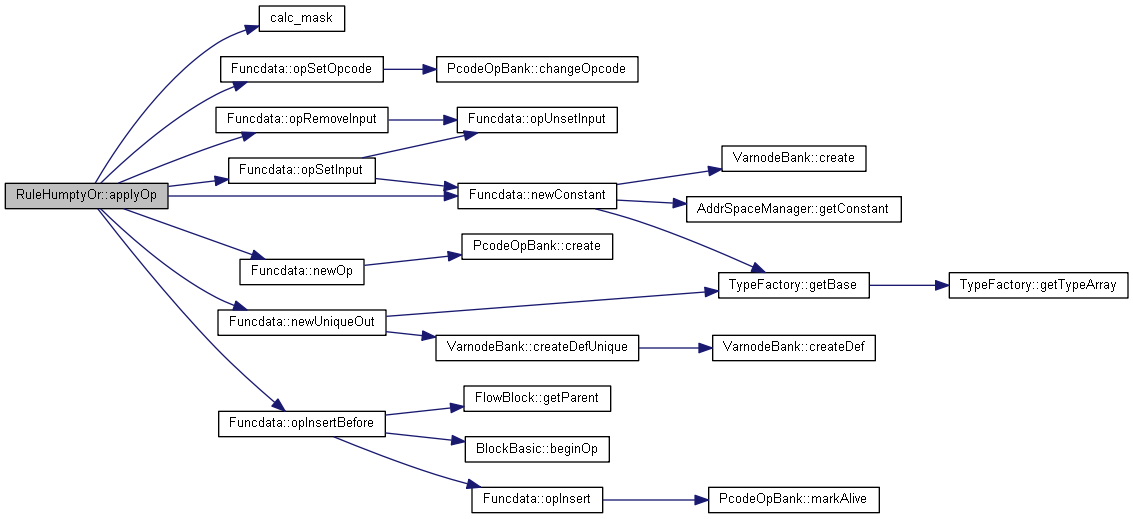 calc_mask
Funcdata::opSetOpcode
PcodeOpBank::changeOpcode
Funcdata::opRemoveInput
Funcdata::opUnsetInput
VarnodeBank::create
Funcdata::opSetInput
RuleHumptyOr::applyOp
Funcdata::newConstant
AddrSpaceManager::getConstant
PcodeOpBank::create
Funcdata::newOp
TypeFactory::getBase
TypeFactory::getTypeArray
Funcdata::newUniqueOut
VarnodeBank::createDefUnique
VarnodeBank::createDef
FlowBlock::getParent
Funcdata::opInsertBefore
BlockBasic::beginOp
Funcdata::opInsert
PcodeOpBank::markAlive